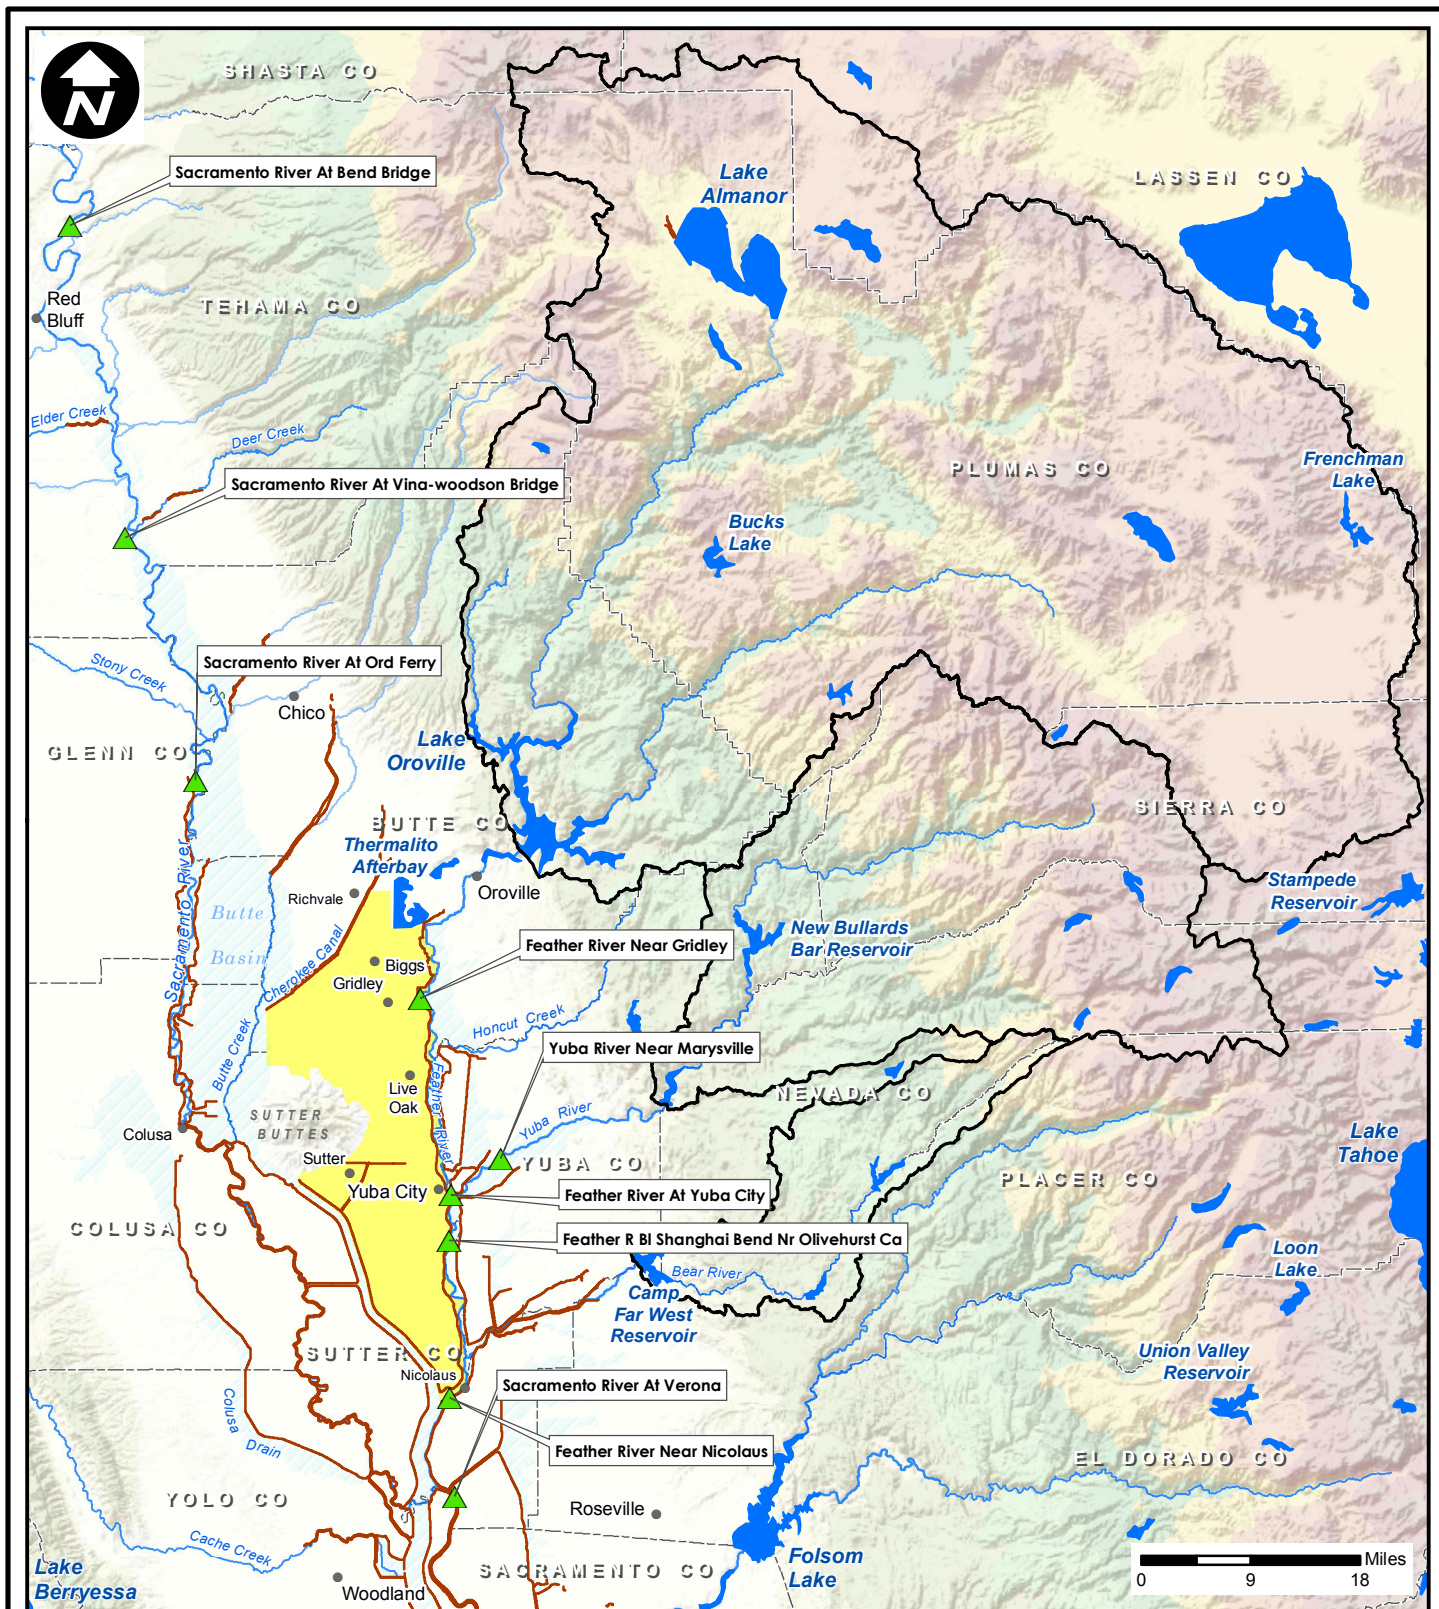 N
SHASTA CO
Sacramento River At Bend Bridge
Lake
Almanor
LASSEN CO
Red
Bluff
TEHAMA CO
Elder Creek
Deer Creek
Sacramento River At Vina-woodson Bridge
PLUMAS CO
Frenchman
Lake
Bucks
Lake
Stony Creek
Sacramento River At Ord Ferry
Chico
GLENN CO
Lake
Oroville
BUTTE CO
SIERRA CO
Thermalito
Afterbay
Sacramento River
Richvale
Oroville
Stampede
Reservoir
Butte
Basin
Cherokee Canal
New Bullards
Bar Reservoir
Feather River Near Gridley
Biggs
Gridley
Honcut Creek
Butte Creek
Yuba River Near Marysville
Live
Oak
Feather River
NEVADA CO
SUTTER
BUTTES
Yuba River
Colusa
Lake
Tahoe
Sutter
YUBA CO
Yuba City
PLACER CO
Feather River At Yuba City
COLUSA CO
Feather R Bl Shanghai Bend Nr Olivehurst Ca
Bear River
Loon
Lake
Camp
Far West
Reservoir
SUTTER CO
Union Valley
Reservoir
Nicolaus
Sacramento River At Verona
Colusa
Drain
Feather River Near Nicolaus
EL DORADO CO
YOLO CO
Roseville
Cache Creek
Folsom
Lake
SACRAMENTO CO
Lake
Berryessa
Woodland
Miles
0 9 18